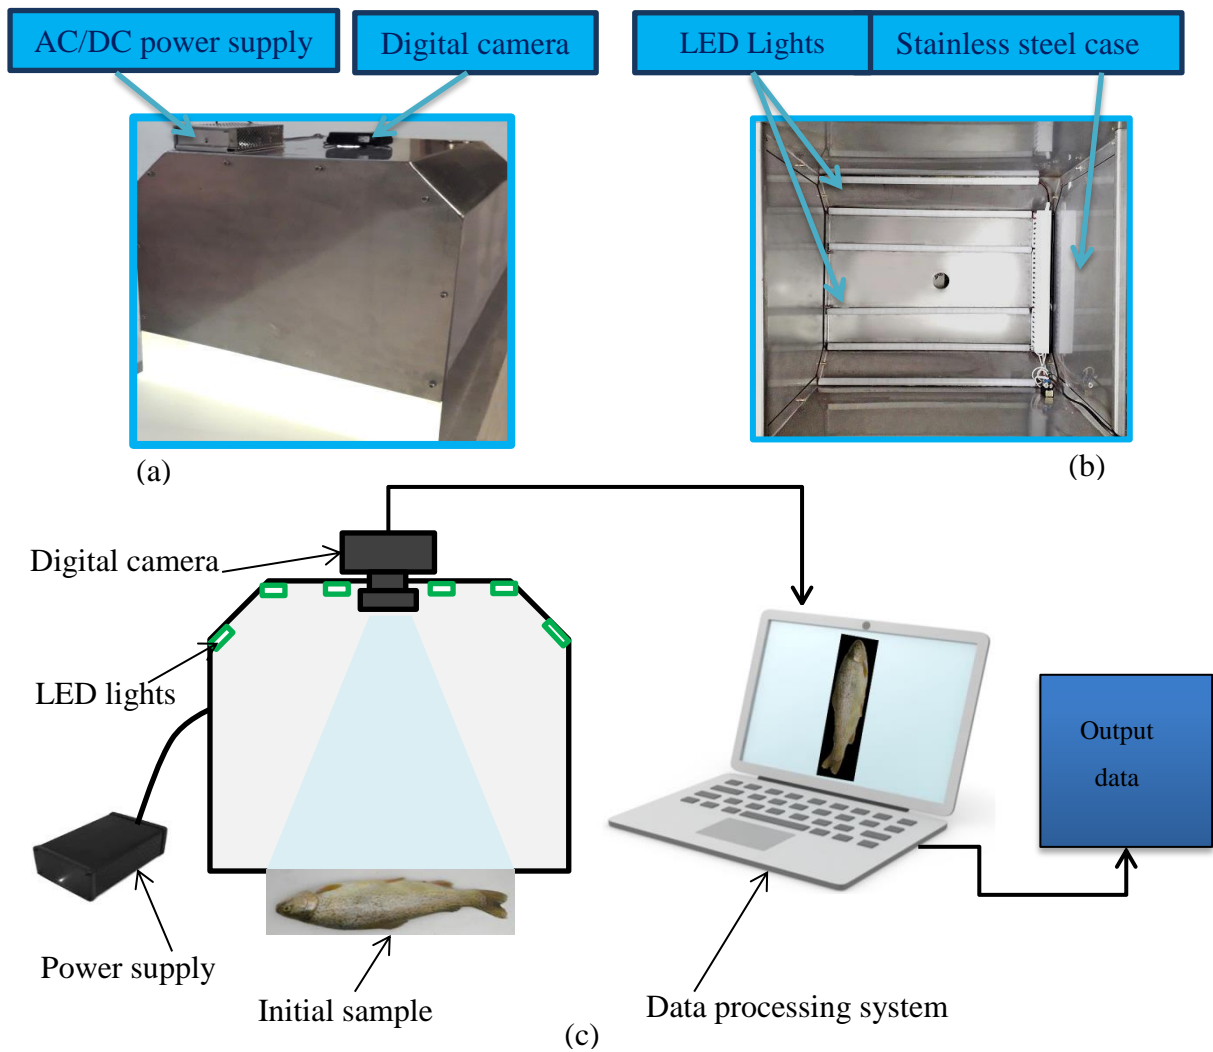 AC/DC power supply
Digital camera
LED Lights
Stainless steel case
(a)
(b)
Digital camera
LED lights
Output
data
Power supply
Initial sample
Data processing system
(c)